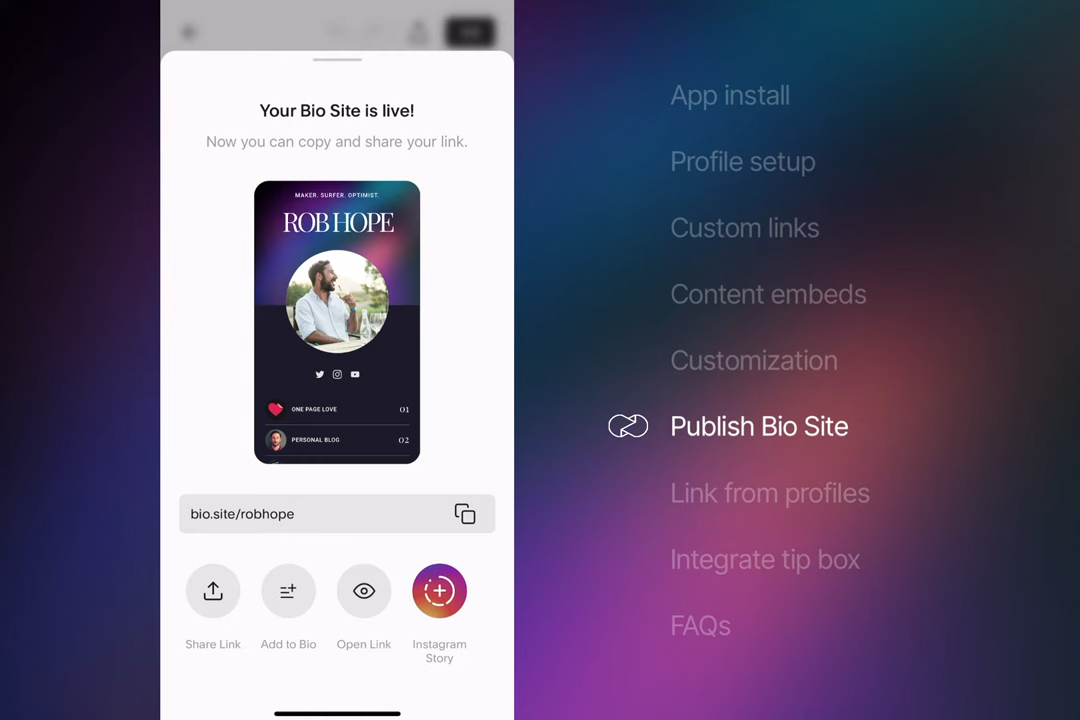 Your Bio Site is live!
Now you can copy and share your link.
MAKER. SURFER. OPTIMIST.
ROB HOPE
ONE PAGE LOVE 01
PERSONAL BLOG 02
bio.site/robhope
Share Link
Add to Bio
Open Link
Instagram
Story
App install
Profile setup
Custom links
Content embeds
Customization
Publish Bio Site
Link from profiles
Integrate tip box
FAQs